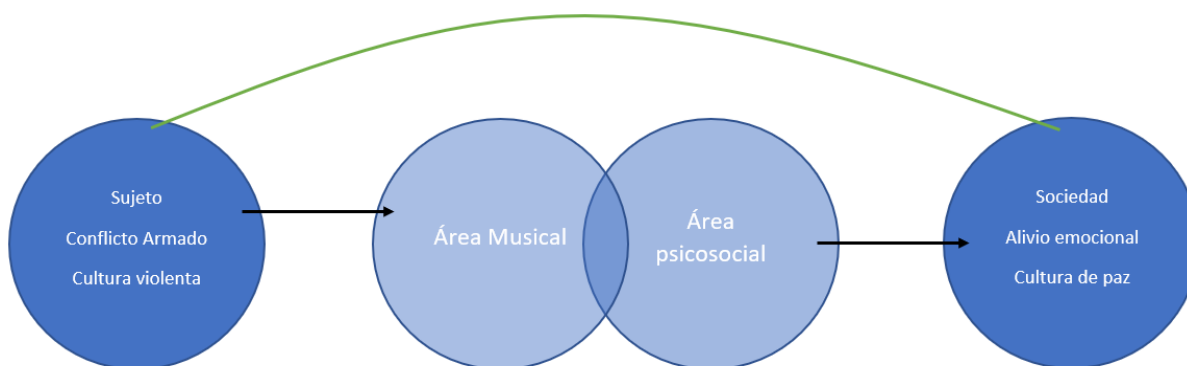 Sujeto
Conflicto Armado
Cultura violenta
Área Musical
Área
psicosocial
Sociedad
Alivio emocional
Cultura de paz